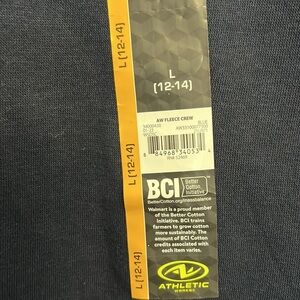 L [12-14]
L [12-14]
L [12-14]
L
[12-14]
AW FLEECE CREW
BLUE
BCI
Better
Cotton
Initiative
BetterCotton.org/massbalance
Walmart is a proud member
of the Better Cotton
Initiative. BCI trains
farmers to grow cotton
more sustainably. The
amount of BCI Cotton
credits associated with
each item varies.
ATHLETIC
WORKS